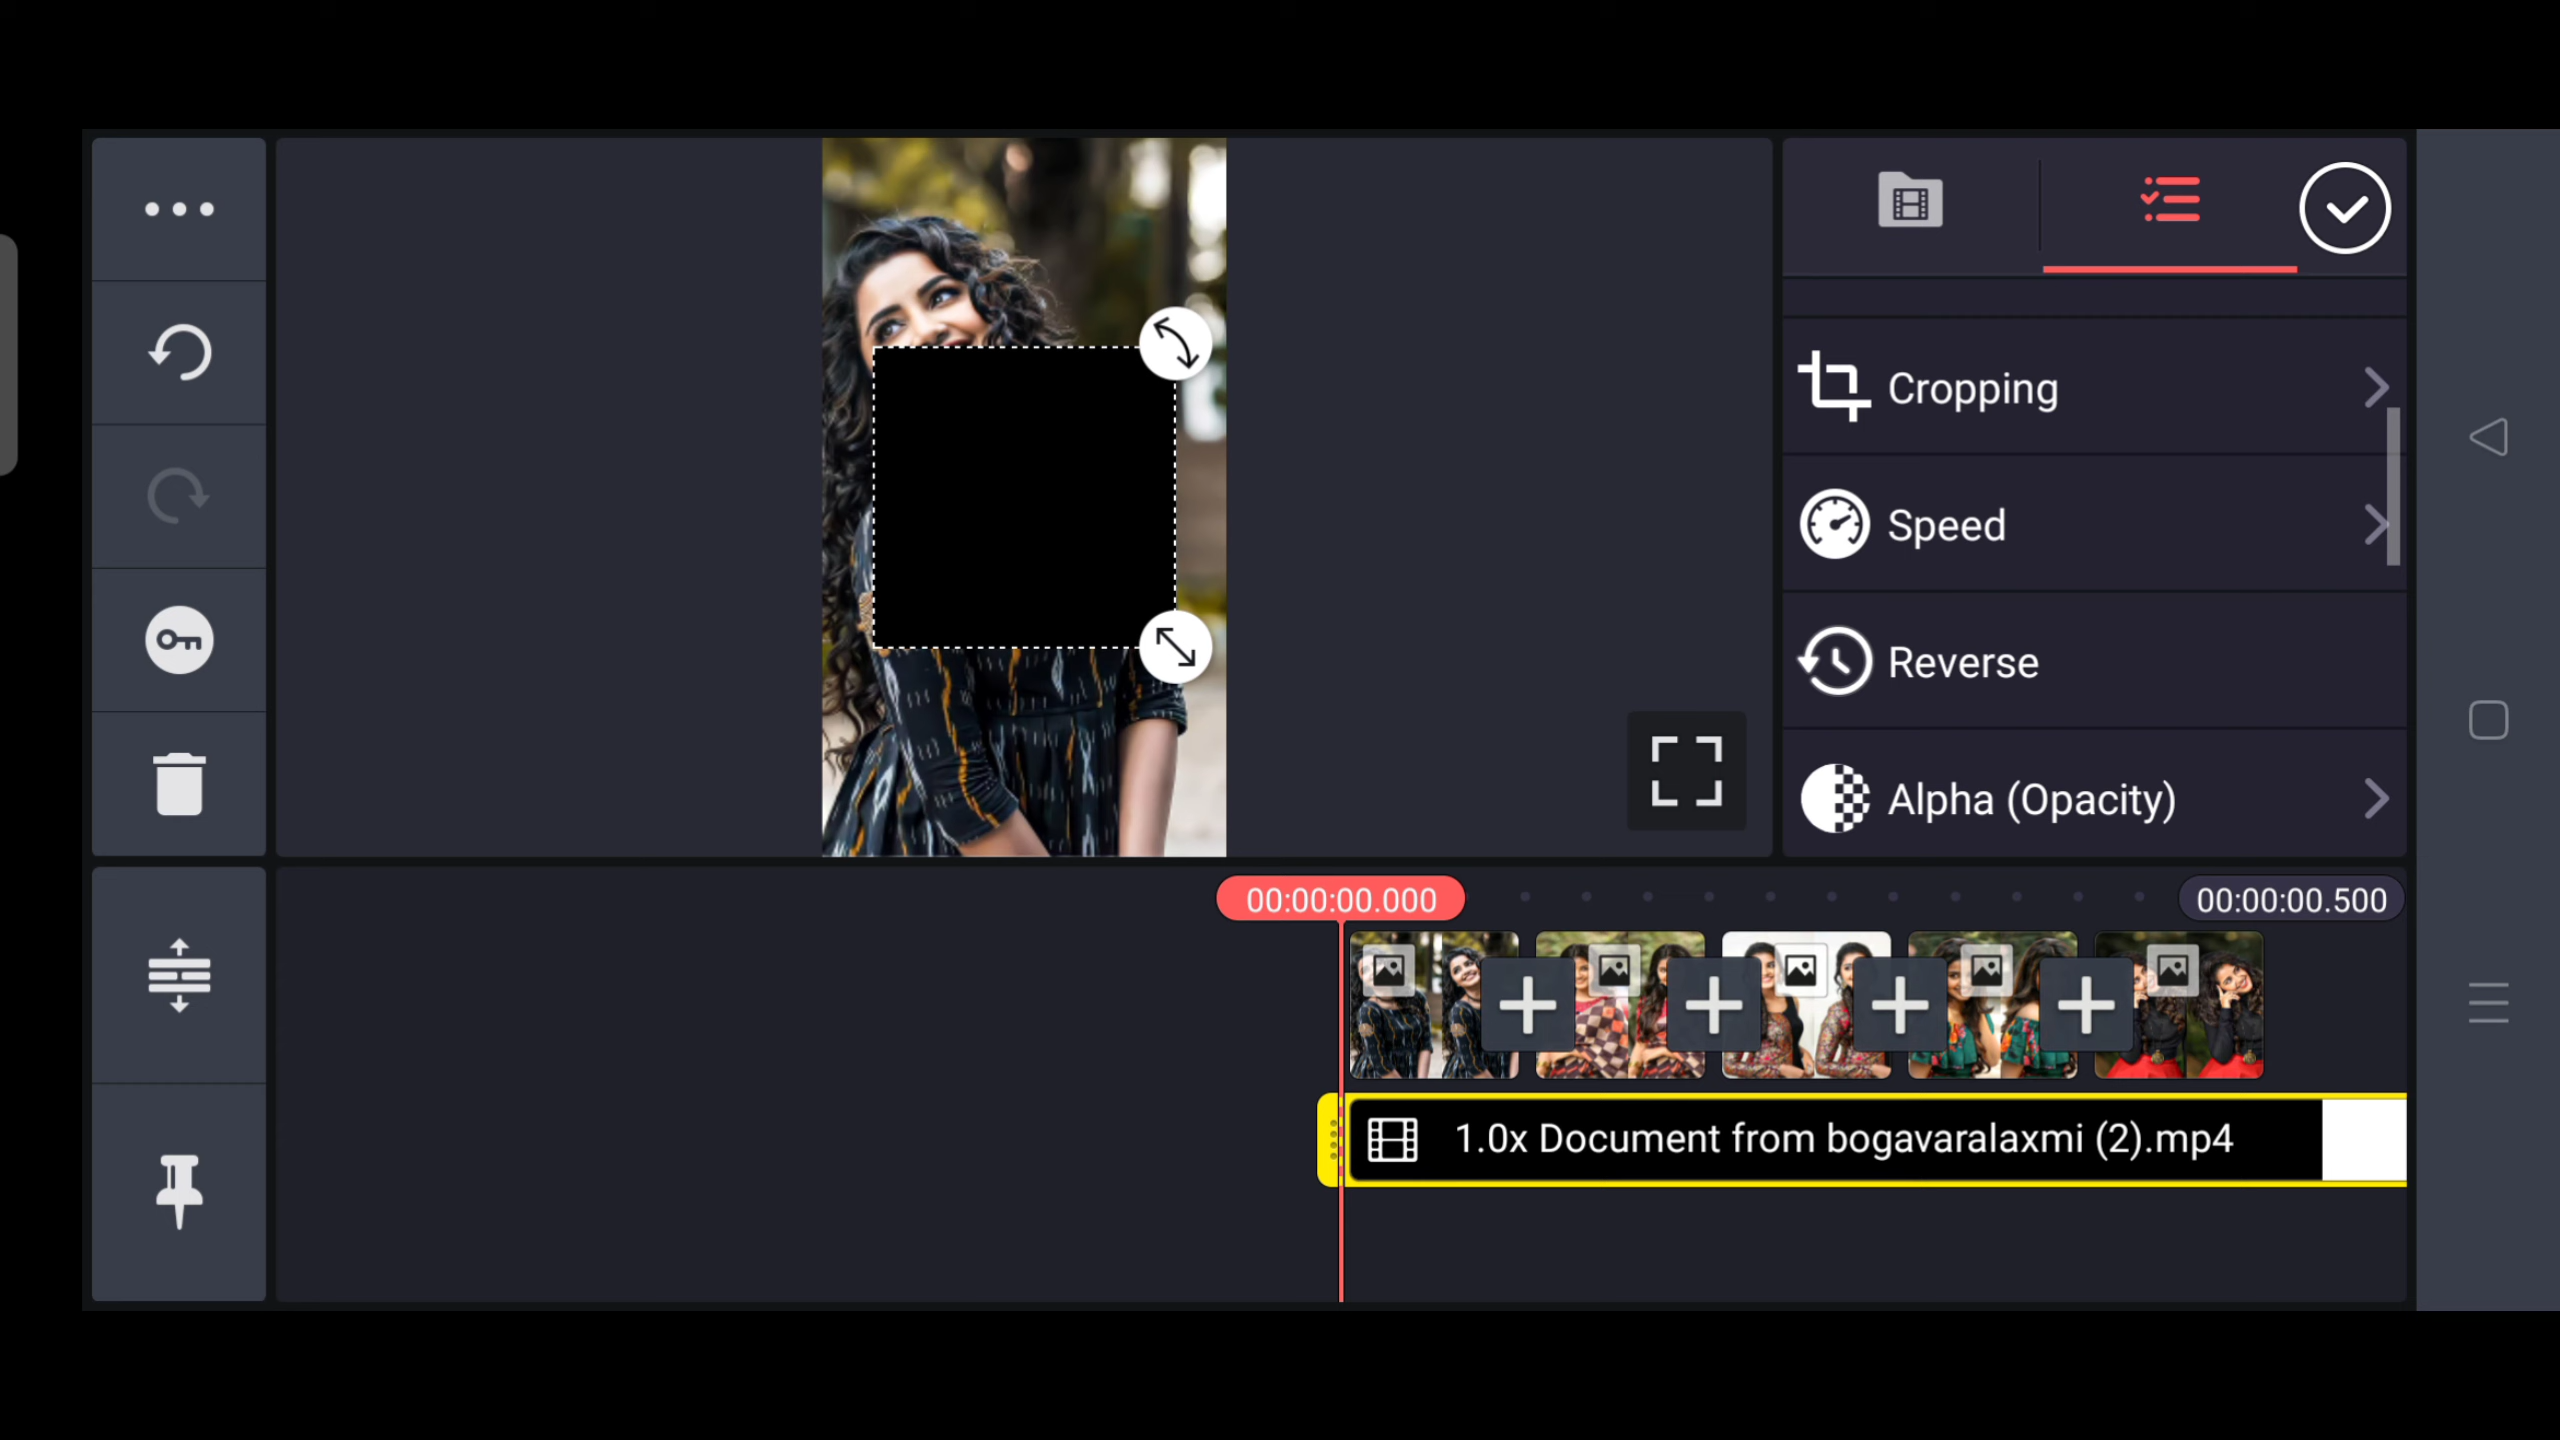 Cropping
Speed
Reverse
Alpha (Opacity)
00:00:00.000
00:00:00.500
1.0x Document from bogavaralaxmi (2).mp4